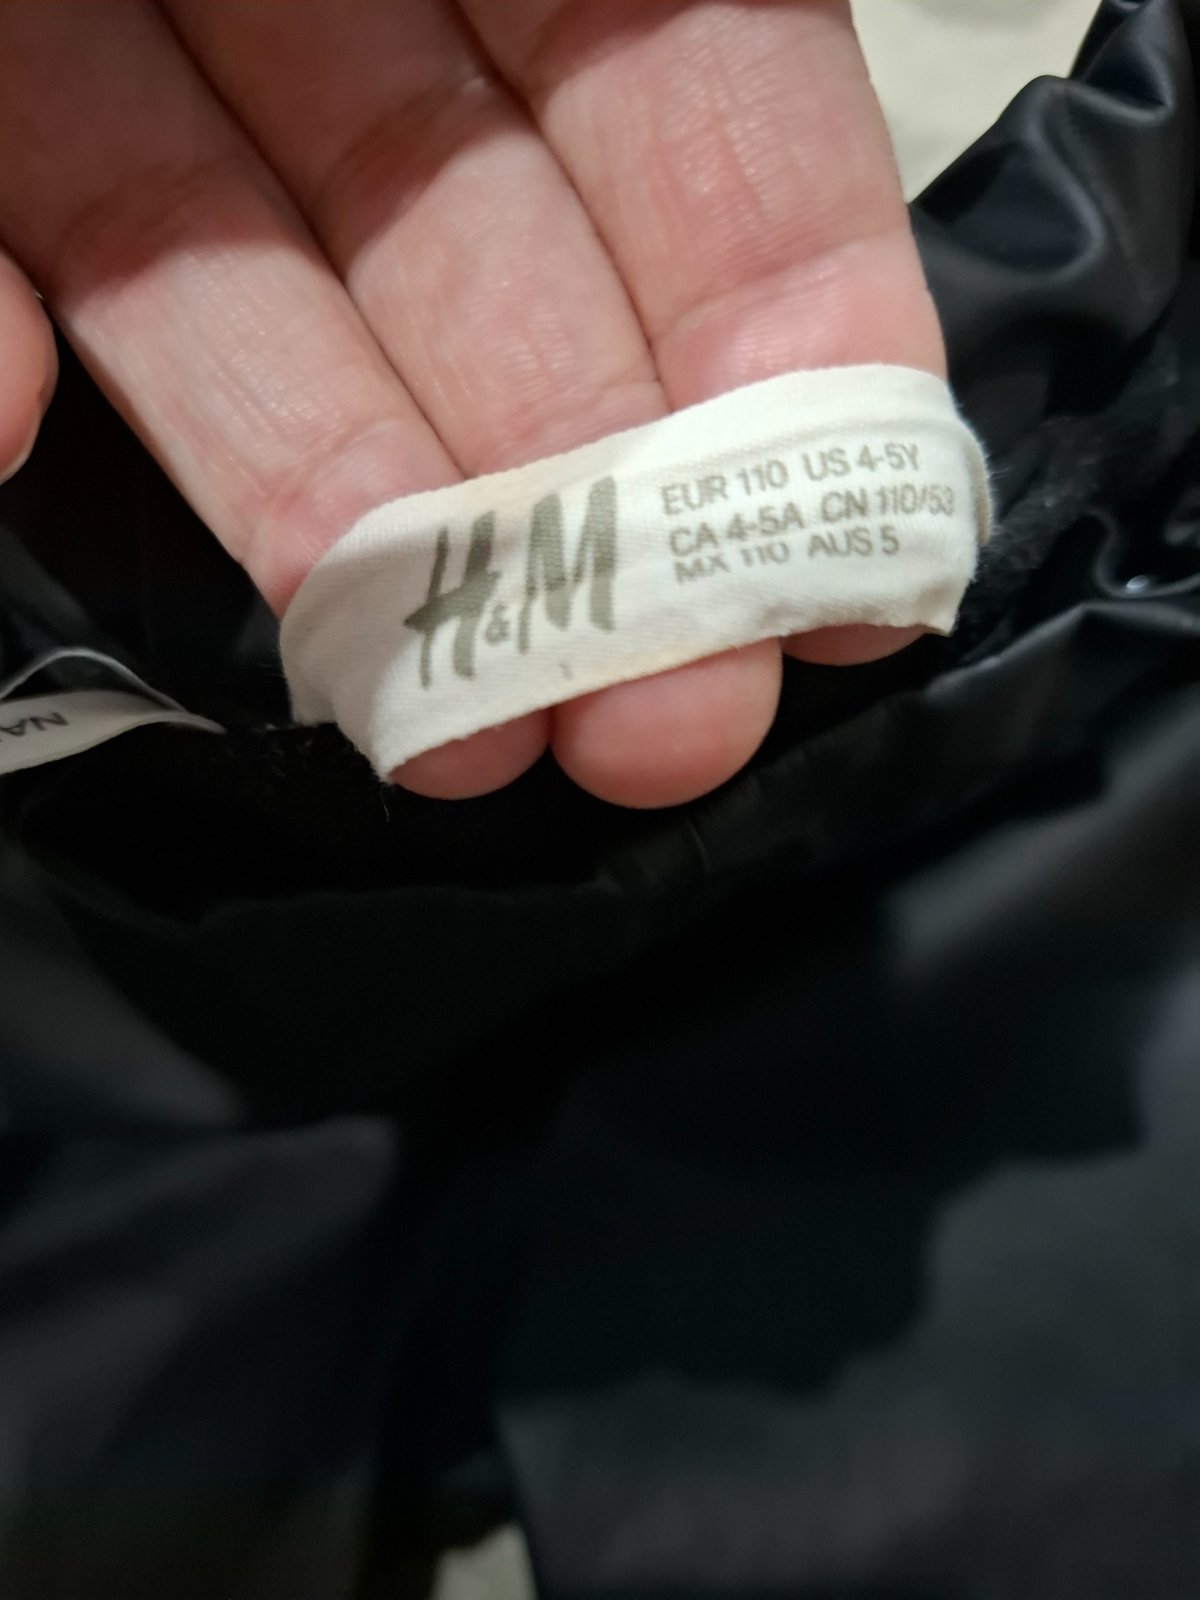 H&M
EUR 110 US 4-5Y
CA 4-5A CN 110/53
MX 110 AUS 5